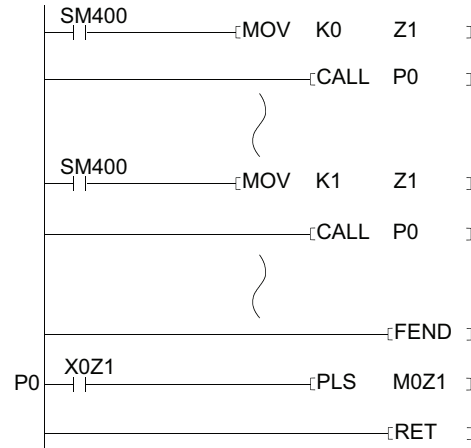 SM400
MOV K0 Z1
CALL P0
SM400
MOV K1 Z1
CALL P0
FEND
X0Z1
P0 PLS M0Z1
RET